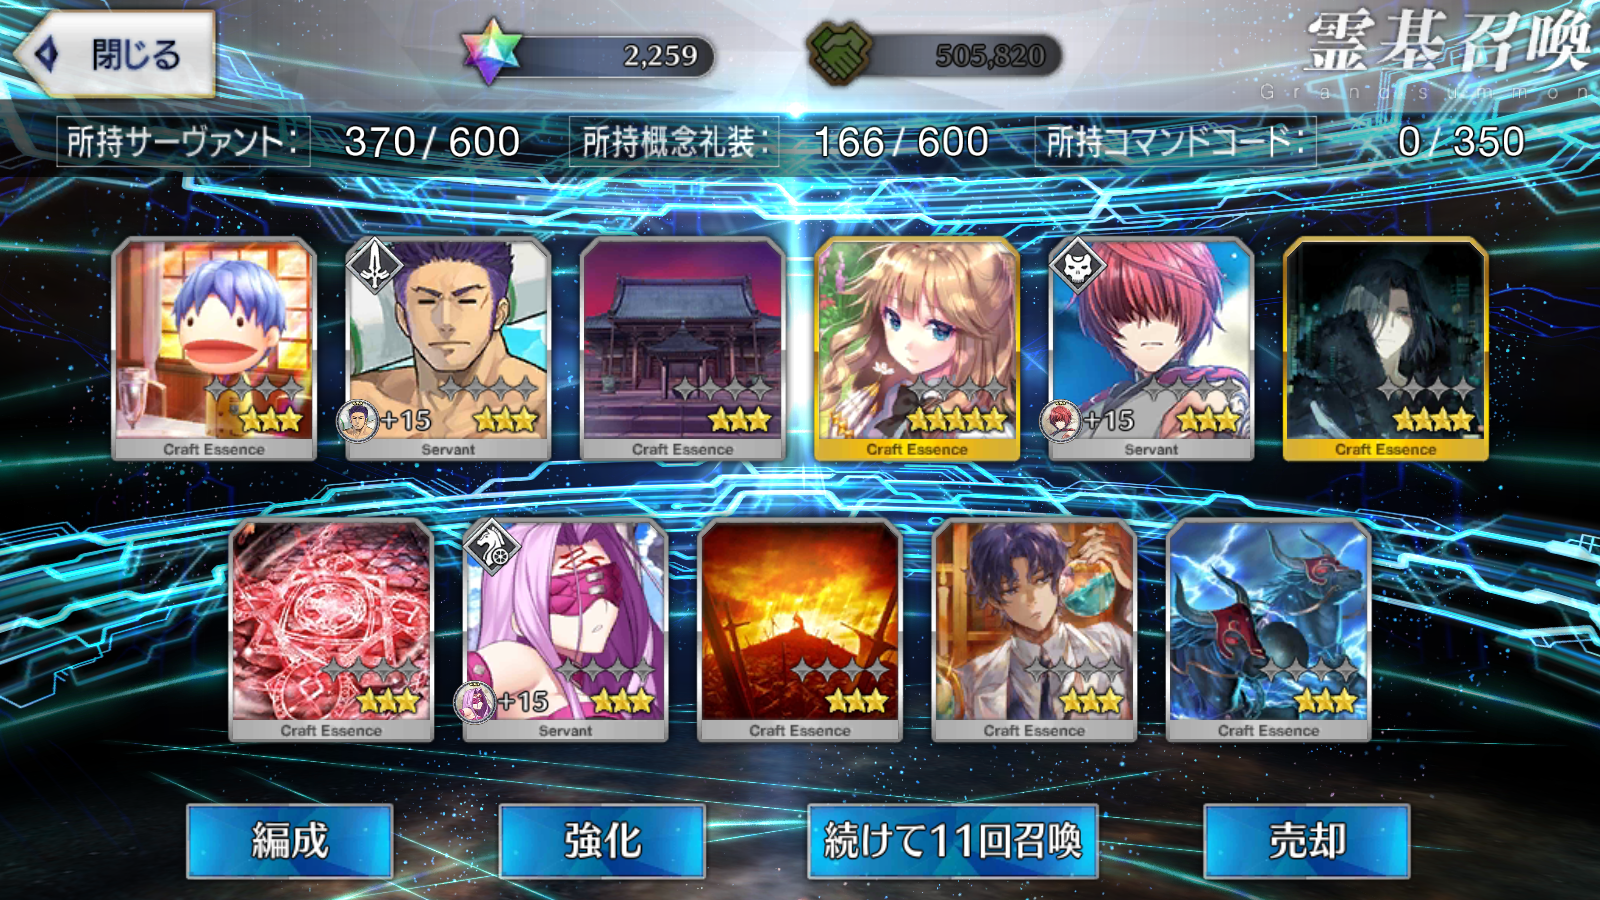 閉じる
2,259
505,820
霊基召喚
Grand summon
所持サーヴァント: 370 / 600
所持概念礼装: 166 / 600
所持コマンドコード: 0 / 350
Craft Essence
+15
Servant
Craft Essence
Craft Essence
+15
Servant
Craft Essence
Craft Essence
+15
Servant
Craft Essence
Craft Essence
Craft Essence
編成
強化
続けて11回召喚
売却